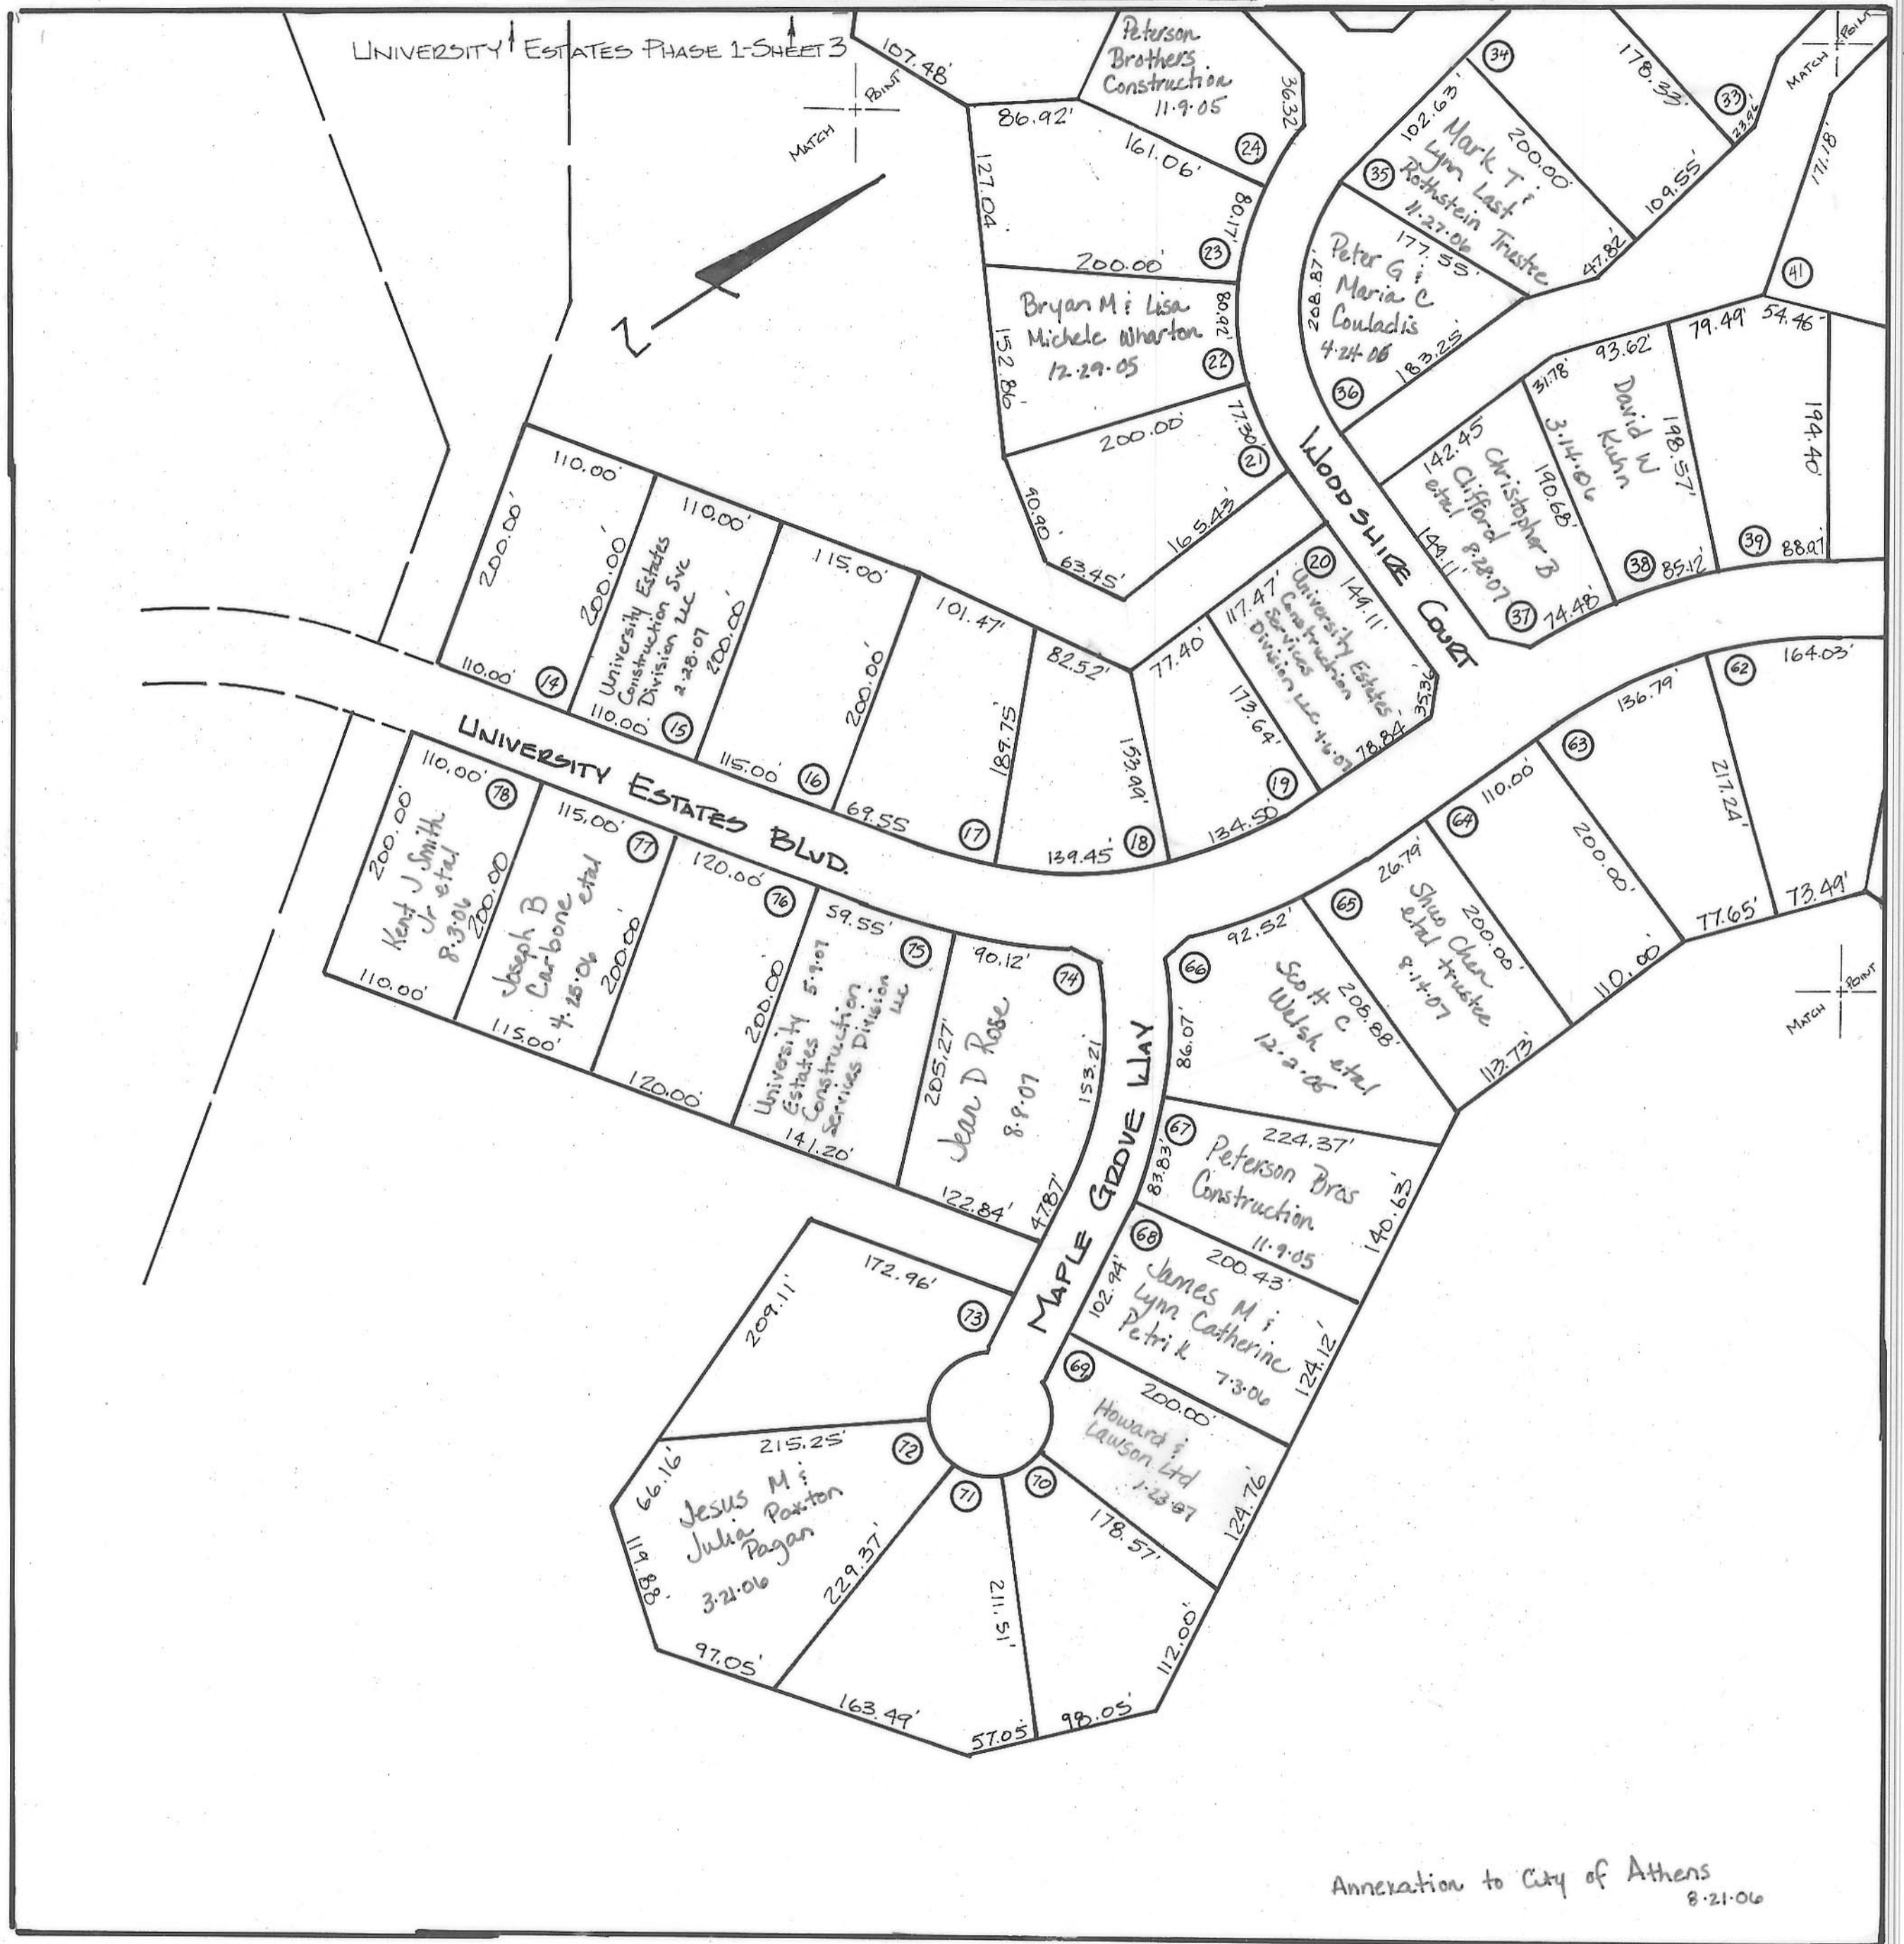 UNIVERSITY ESTATES PHASE 1-SHEET 3
MATCH POINT
107.48'
86.92'
Peterson
Brothers
Construction
11.9.05
36.32
24
161.06'
127.04
80.17'
23
200.00'
Bryan M & Lisa
Michele Wharton
12.29.05
80.92'
22
152.86'
200.00'
77.30'
21
90.90'
63.45'
165.43'
34
178.33'
33
23.96'
MATCH POINT
102.63'
35
Mark T &
Lynn Last
Rothstein Trustee
11.27.06
200.00'
109.55'
47.82'
171.18'
41
177.55'
Peter G &
Maria C
Couladis
4.24.06
208.87'
183.25'
36
WOODSHIRE COURT
142.45
Christopher B
Clifford
etal 8.28.07
149.11'
190.68'
37
74.48'
31.78'
93.62'
David W
Kuhn
3.14.06
198.57'
38
85.12'
79.49'
54.46'
194.40'
39
88.07
N
110.00'
200.00'
200.00'
110.00'
14
110.00'
University Estates
Construction Svc
Division LLC
2.28.07
200.00'
110.00
15
115.00'
200.00'
115.00'
16
101.47'
189.75'
69.55
17
82.52'
153.99'
139.45'
18
77.40'
173.64'
134.50'
19
117.47'
20
149.11'
University Estates
Construction
Services
Division LLC 4.6.07
35.36'
78.84'
UNIVERSITY ESTATES BLVD.
110.00'
78
200.00'
Kent J Smith
Jr etal
8.3.06
200.00
110.00'
115.00'
77
Joseph B
Carbone etal
4.25.06
200.00'
115.00'
120.00'
76
200.00'
120.00'
59.55'
75
University
Estates 5.9.07
Construction
Services Division
LLC
141.20'
90.12'
74
205.27'
Jean D Rose
8.9.07
153.21'
47.87'
122.84'
MAPLE GROVE WAY
164.03'
62
136.79'
217.24'
73.49'
63
110.00'
200.00'
77.65'
64
26.79'
200.00'
110.00'
65
Shuo Chen
etal trustee
8.14.07
113.73'
92.52'
66
86.07'
208.88'
Scott C
Welsh etal
12.2.05
MATCH POINT
67
224.37'
83.83'
Peterson Bros
Construction
11.9.05
140.63'
68
200.43'
102.94'
James M &
Lynn Catherine
Petrik 7.3.06
124.12'
69
200.00'
Howard &
Lawson Ltd
1.23.07
124.76'
172.96'
73
209.11'
215.25'
72
66.16'
Jesus M &
Julia Paxton
Pagan
3.21.06
119.88'
229.37'
97.05'
71
211.51'
163.49'
57.05'
70
178.57'
112.00'
98.05'
Annexation to City of Athens
8.21.06